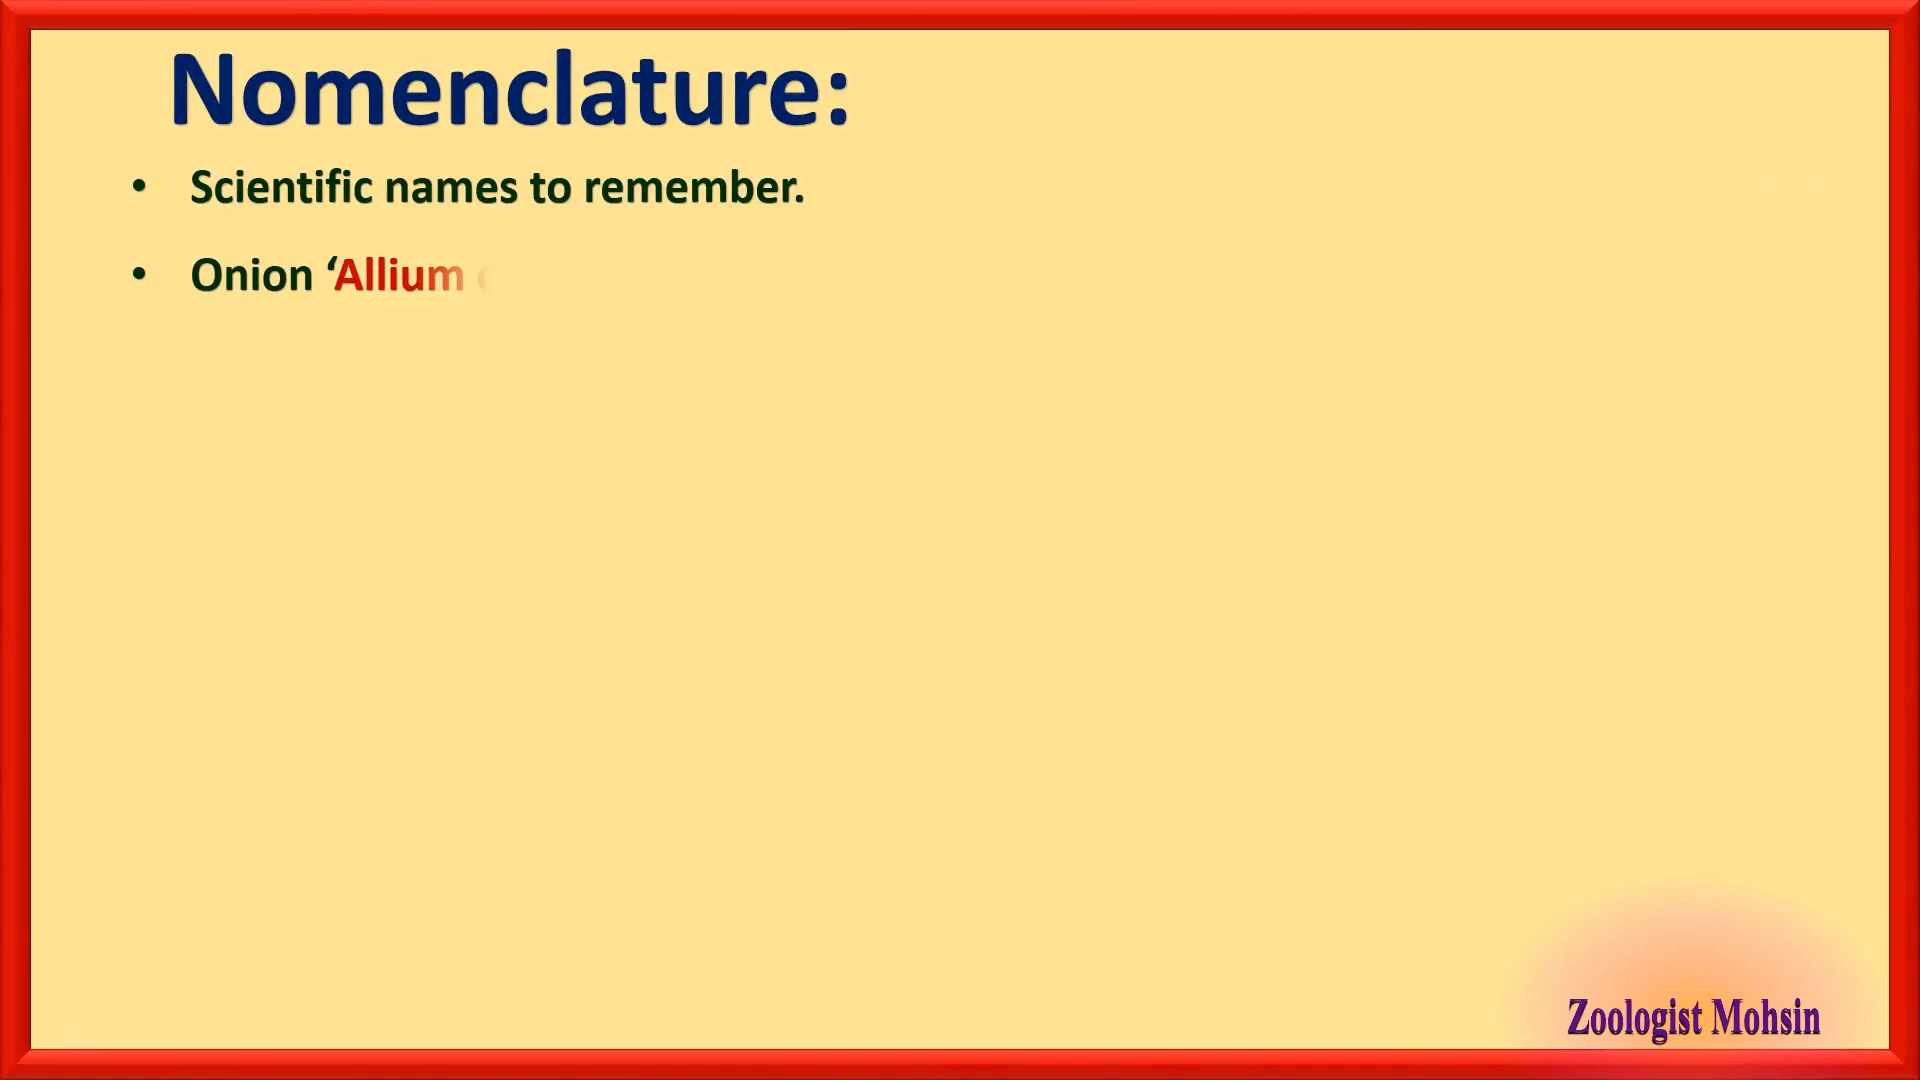 Nomenclature:
• Scientific names to remember.
• Onion ‘Allium
Zoologist Mohsin